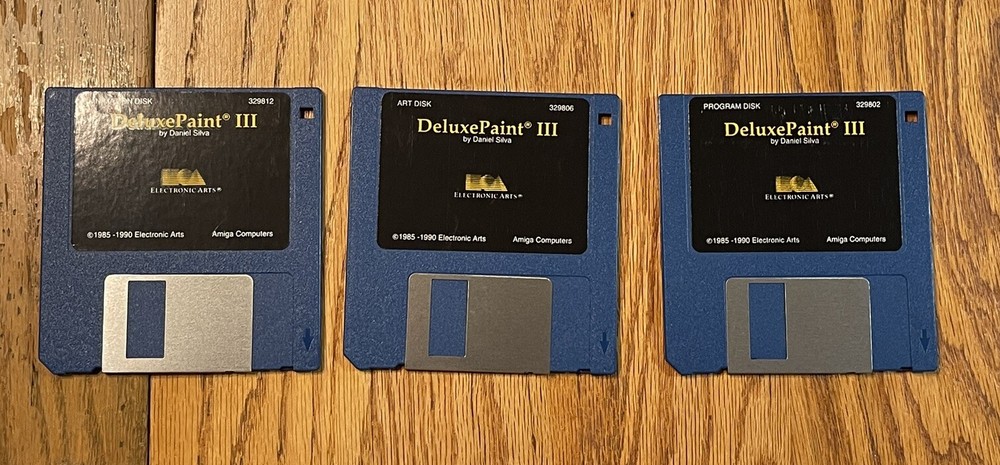 DISK 329812
DeluxePaint® III
by Daniel Silva
ELECTRONIC ARTS®
©1985 -1990 Electronic Arts Amiga Computers
ART DISK 329806
DeluxePaint® III
by Daniel Silva
ELECTRONIC ARTS®
©1985 -1990 Electronic Arts Amiga Computers
PROGRAM DISK 329802
DeluxePaint® III
by Daniel Silva
ELECTRONIC ARTS®
©1985 -1990 Electronic Arts Amiga Computers